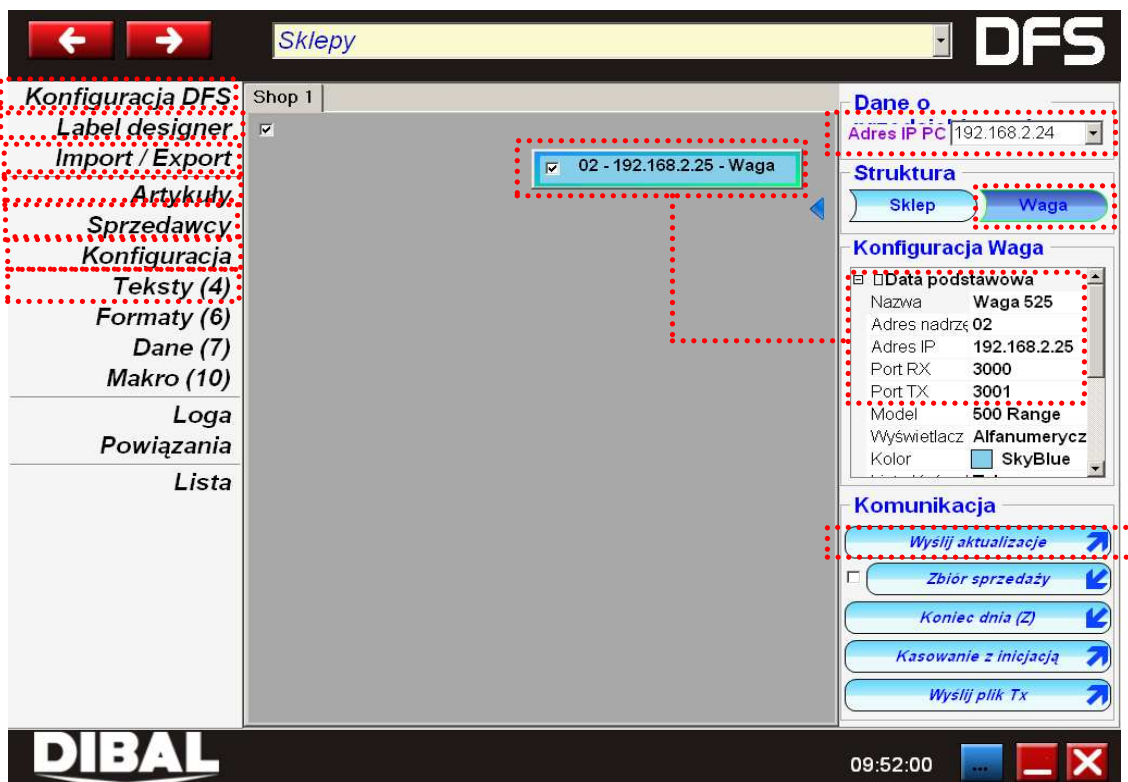 Sklepy
DFS
Konfiguracja DFS
Label designer
Import / Export
Artykuły
Sprzedawcy
Konfiguracja
Teksty (4)
Formaty (6)
Dane (7)
Makro (10)
Loga
Powiązania
Lista
Shop 1
02 - 192.168.2.25 - Waga
Dane o
Adres IP PC 192.168.2.24
Struktura
Sklep Waga
Konfiguracja Waga
Data podstawowa
Nazwa Waga 525
Adres nadrzę 02
Adres IP 192.168.2.25
Port RX 3000
Port TX 3001
Model 500 Range
Wyświetlacz Alfanumerycz
Kolor SkyBlue
Komunikacja
Wyślij aktualizacje
Zbiór sprzedaży
Koniec dnia (Z)
Kasowanie z inicjacją
Wyślij plik Tx
DIBAL
09:52:00
...